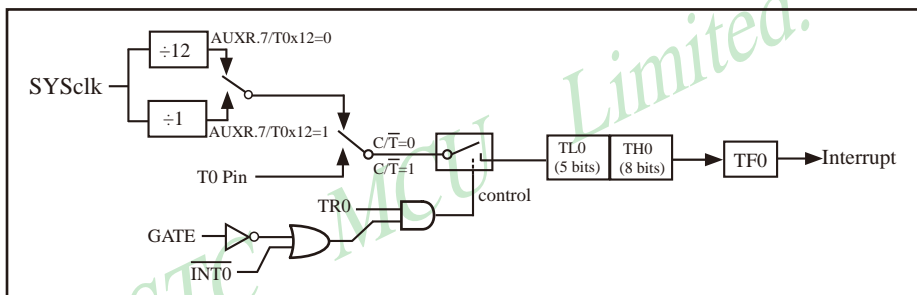 ÷12
AUXR.7/T0x12=0
SYSclk
÷1
AUXR.7/T0x12=1
C/T̅=0
C/T̅=1
T0 Pin
TL0
(5 bits)
TH0
(8 bits)
TF0
Interrupt
control
TR0
GATE
I̅N̅T̅0̅
STC MCU Limited.